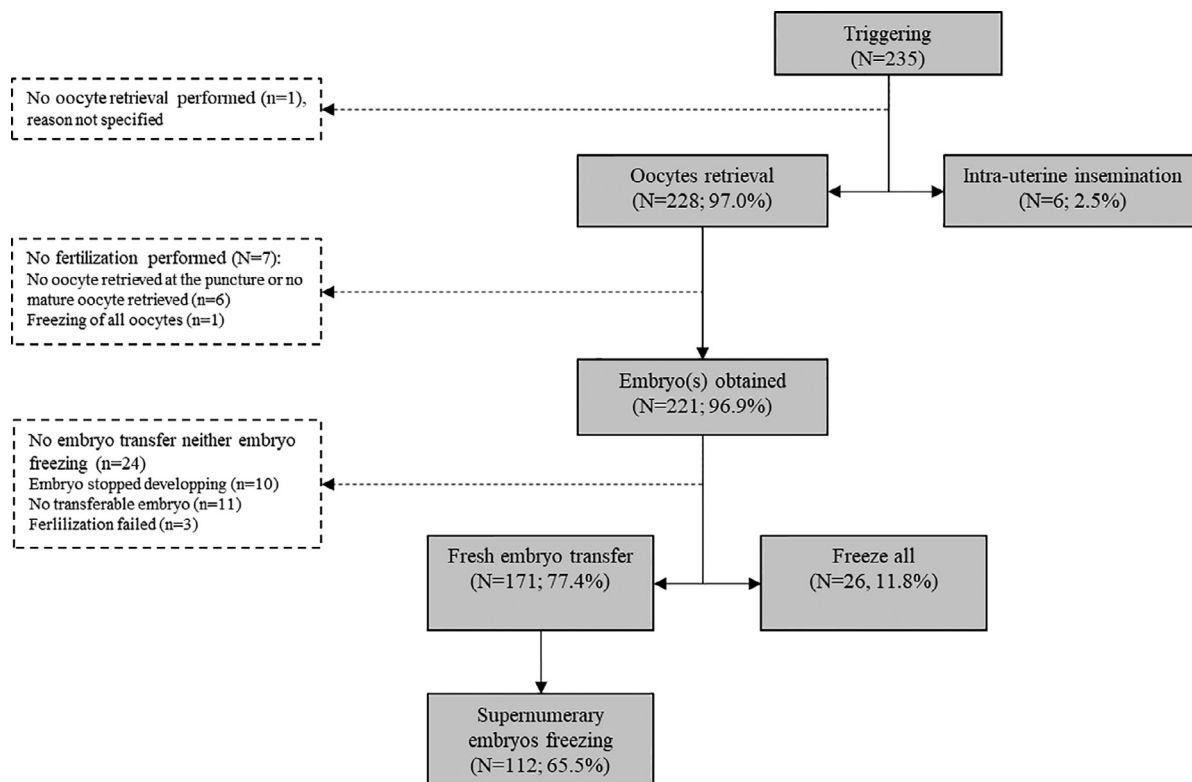 Triggering
(N=235)
No oocyte retrieval performed (n=1),
reason not specified
Oocytes retrieval
(N=228; 97.0%)
Intra-uterine insemination
(N=6; 2.5%)
No fertilization performed (N=7):
No oocyte retrieved at the puncture or no
mature oocyte retrieved (n=6)
Freezing of all oocytes (n=1)
Embryo(s) obtained
(N=221; 96.9%)
No embryo transfer neither embryo
freezing (n=24)
Embryo stopped developping (n=10)
No transferable embryo (n=11)
Ferlilization failed (n=3)
Fresh embryo transfer
(N=171; 77.4%)
Freeze all
(N=26, 11.8%)
Supernumerary
embryos freezing
(N=112; 65.5%)